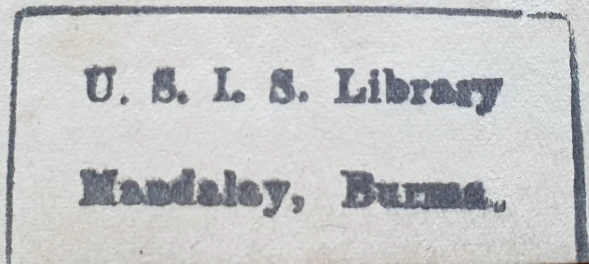 U. S. I. S. Library
Mandalay, Burma.